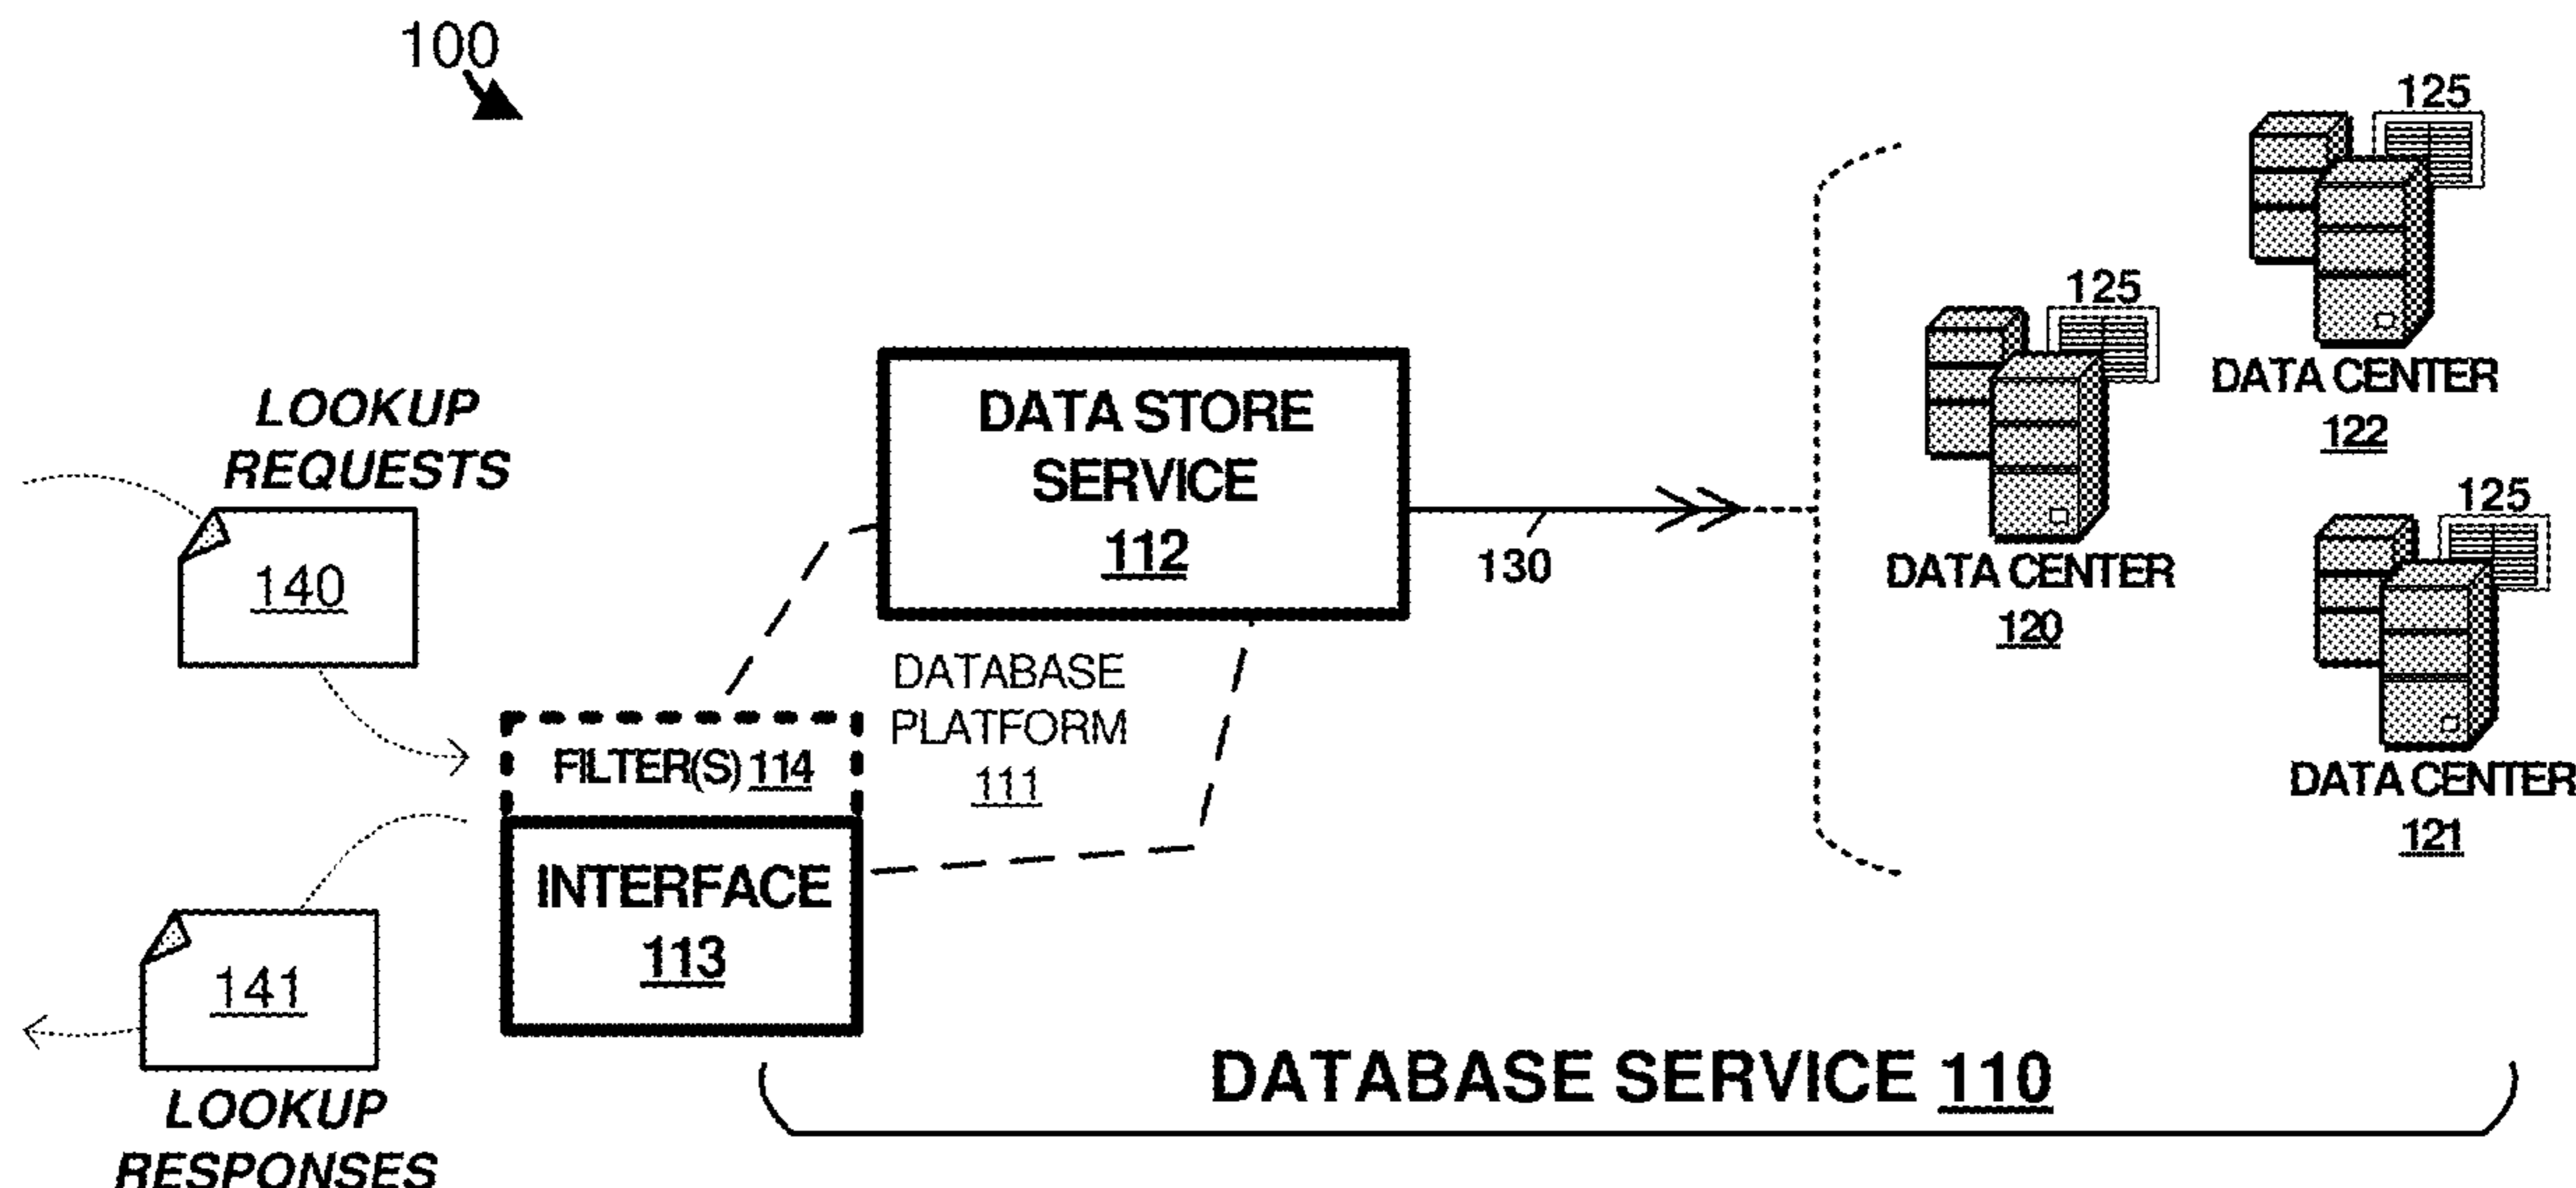 100
LOOKUP
REQUESTS
140
141
LOOKUP
RESPONSES
FILTER(S) 114
INTERFACE
113
DATA STORE
SERVICE
112
DATABASE
PLATFORM
111
130
125
DATA CENTER
120
125
DATA CENTER
122
125
DATA CENTER
121
DATABASE SERVICE 110